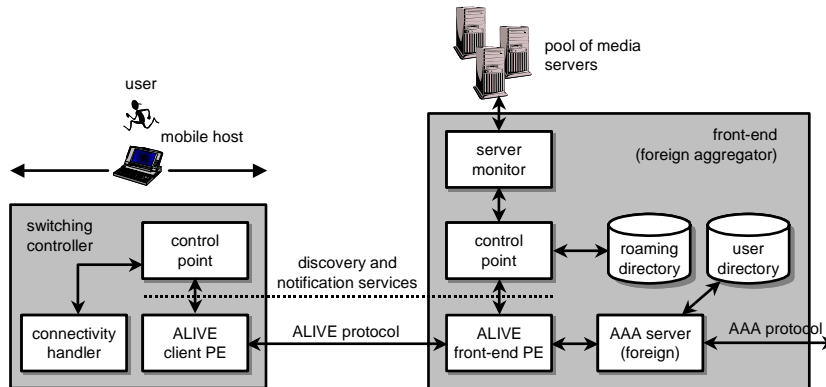 pool of media
servers
user
mobile host
front-end
(foreign aggregator)
server
monitor
switching
controller
control
point
discovery and
notification services
control
point
roaming
directory
user
directory
connectivity
handler
ALIVE
client PE
ALIVE protocol
ALIVE
front-end PE
AAA server
(foreign)
AAA protocol